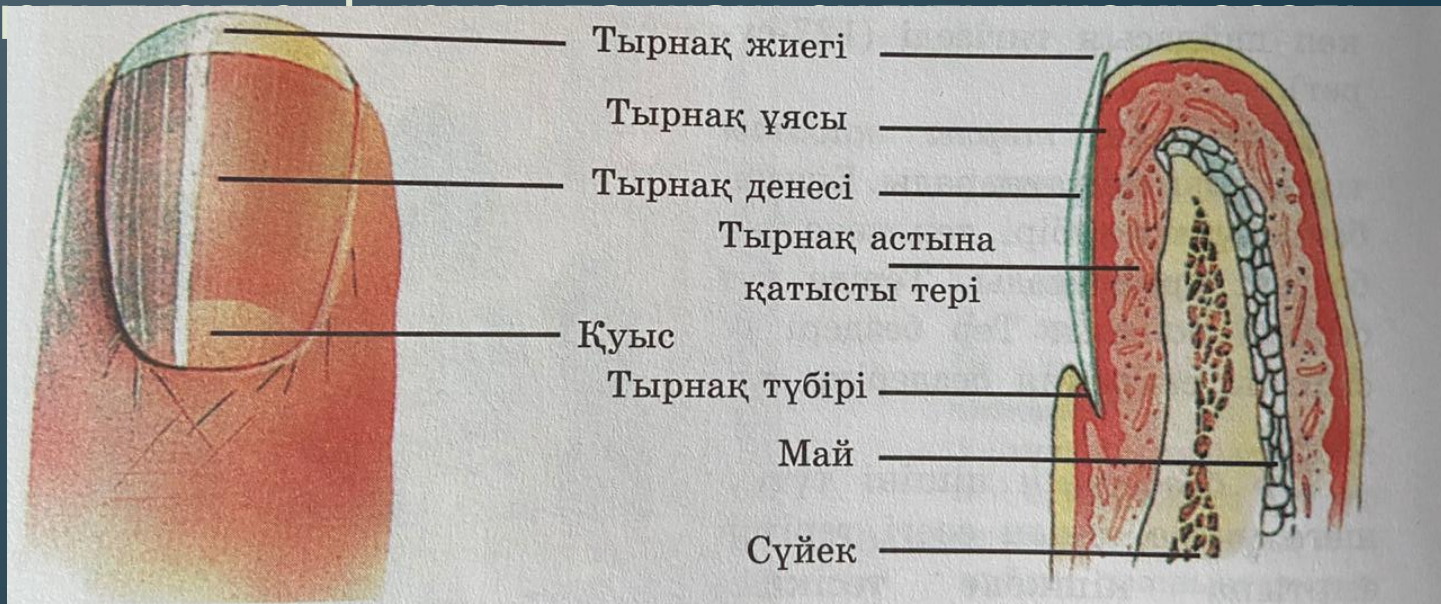 Тырнақ жиегі
Тырнақ ұясы
Тырнақ денесі
Тырнақ астына
қатысты тері
Қуыс
Тырнақ түбірі
Май
Сүйек